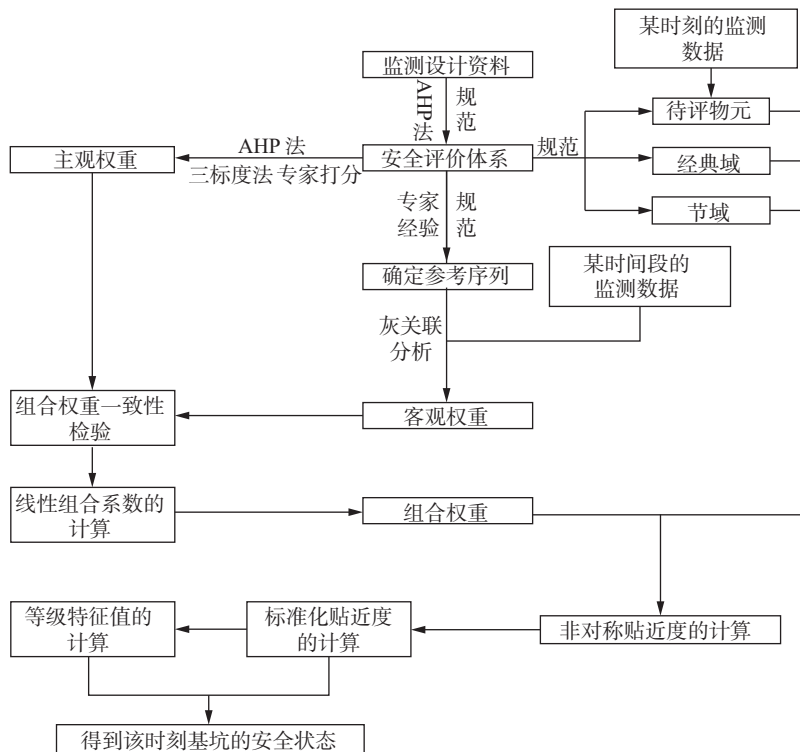 某时刻的监测
数据
监测设计资料
AHP法
规范
待评物元
AHP 法
主观权重
安全评价体系
规范
经典域
三标度法 专家打分
节域
专家
经验
规范
某时间段的
监测数据
确定参考序列
灰关联
分析
组合权重一致性
检验
客观权重
线性组合系数的
计算
组合权重
等级特征值的
计算
标准化贴近度
的计算
非对称贴近度的计算
得到该时刻基坑的安全状态